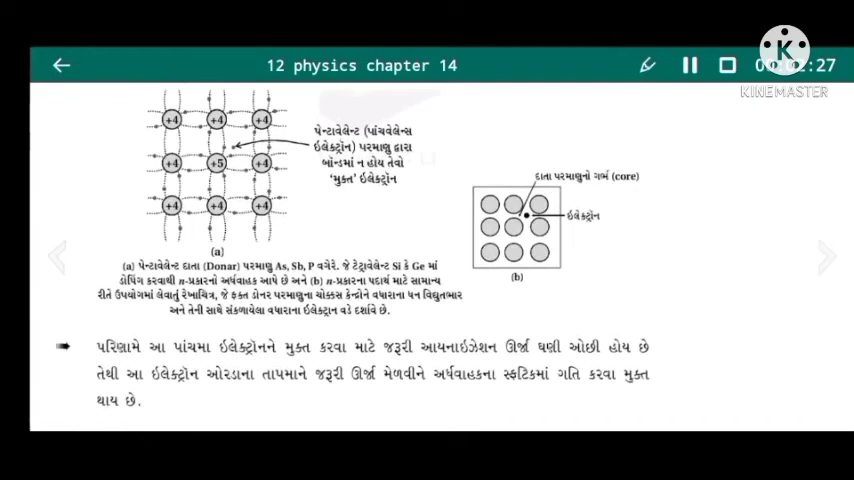 12 physics chapter 14
KINEMASTER
+4 +4 +4
+4 +5 +4
+4 +4 +4
પેન્ટાવેલેન્ટ (પાંચવેલેન્સ
ઇલેક્ટ્રૉન) પરમાણુ દ્વારા
બૉન્ડમાં ન હોય તેવો
'મુક્ત' ઇલેક્ટ્રૉન
(a)
દાતા પરમાણુનો ગર્ભ (core)
ઇલેક્ટ્રૉન
(b)
(a) પેન્ટાવેલેન્ટ દાતા (Donar) પરમાણુ As, Sb, P વગેરે. જે ટેટ્રાવેલેન્ટ Si કે Ge માં
ડોપિંગ કરવાથી n-પ્રકારનો અર્ધવાહક આપે છે અને (b) n-પ્રકારના પદાર્થ માટે સામાન્ય
રીતે ઉપયોગમાં લેવાતું રેખાચિત્ર, જે ફક્ત ડોનર પરમાણુના ચોક્કસ કેન્દ્રોને વધારાના ધન વિદ્યુતભાર
અને તેની સાથે સંકળાયેલા વધારાના ઇલેક્ટ્રાન વડે દર્શાવે છે.
પરિણામે આ પાંચમા ઇલેક્ટ્રૉનને મુક્ત કરવા માટે જરૂરી આયનાઇઝેશન ઊર્જા ઘણી ઓછી હોય છે
તેથી આ ઇલેક્ટ્રૉન ઓરડાના તાપમાને જરૂરી ઊર્જા મેળવીને અર્ધવાહકના સ્ફટિકમાં ગતિ કરવા મુક્ત
થાય છે.